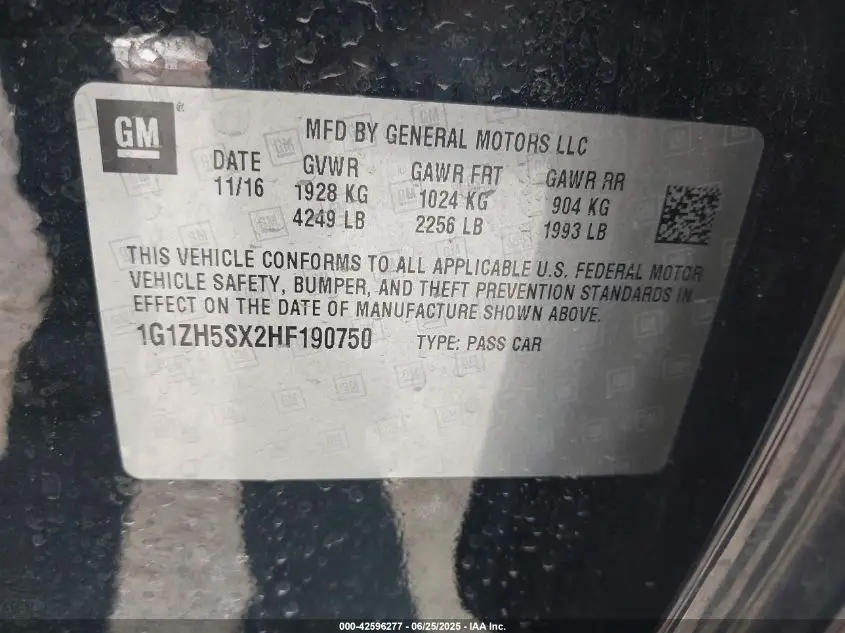 GM ®
MFD BY GENERAL MOTORS LLC
DATE GVWR GAWR FRT GAWR RR
11/16 1928 KG 1024 KG 904 KG
4249 LB 2256 LB 1993 LB
THIS VEHICLE CONFORMS TO ALL APPLICABLE U.S. FEDERAL MOTOR
VEHICLE SAFETY, BUMPER, AND THEFT PREVENTION STANDARDS IN
EFFECT ON THE DATE OF MANUFACTURE SHOWN ABOVE.
1G1ZH5SX2HF190750 TYPE: PASS CAR
000-42596277 - 06/25/2025 - IAAI.com